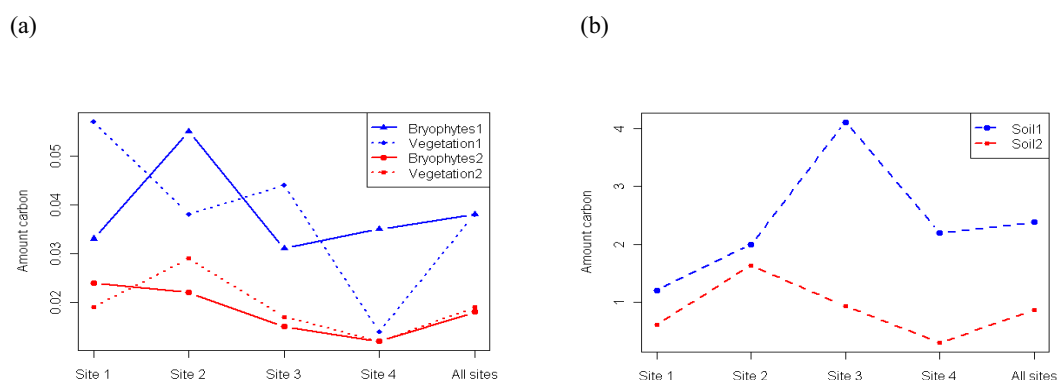 (a)
Amount carbon
0.05
0.04
0.03
0.02
Bryophytes1
Vegetation1
Bryophytes2
Vegetation2
Site 1 Site 2 Site 3 Site 4 All sites
(b)
Amount carbon
4
3
2
1
Soil1
Soil2
Site 1 Site 2 Site 3 Site 4 All sites